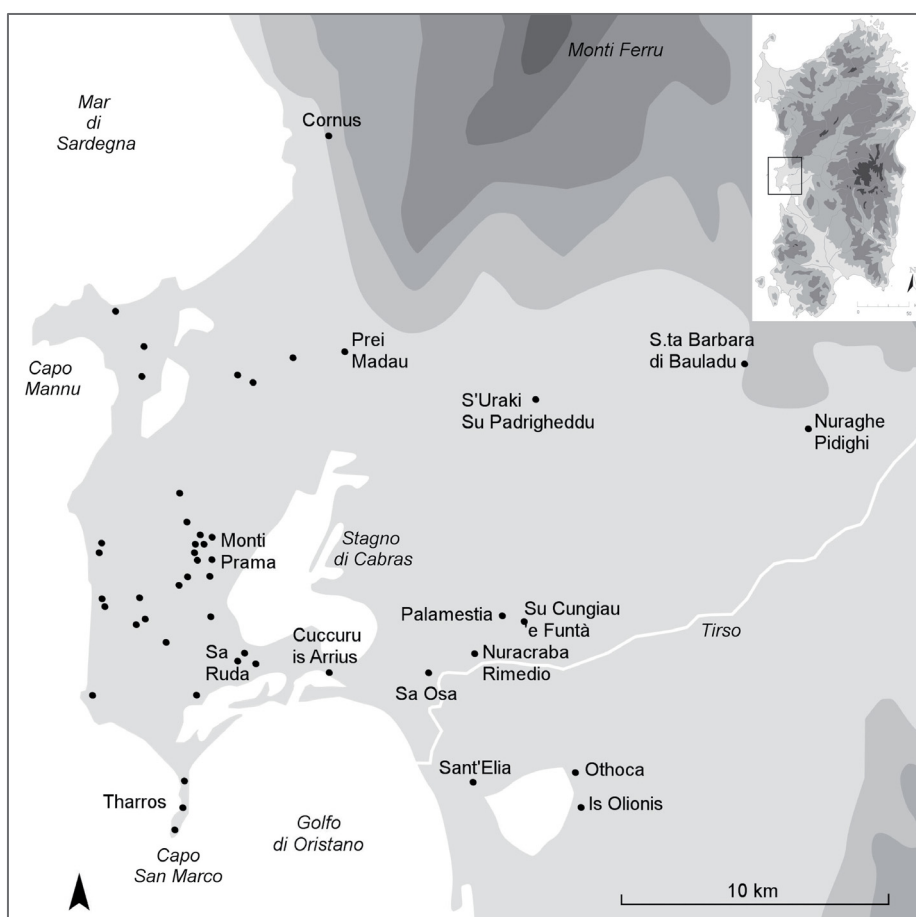 Monti Ferru
Mar
di
Sardegna
Cornus
Prei
Madau
S.ta Barbara
di Bauladu
Capo
Mannu
S'Uraki
Su Padrigheddu
Nuraghe
Pidighi
Monti
Prama
Stagno
di Cabras
Palamestia
Su Cungiau
'e Funtà
Tirso
Sa
Ruda
Cuccuru
is Arrius
Nuracraba
Rimedio
Sa Osa
Sant'Elia
Othoca
Is Olionis
Tharros
Golfo
di Oristano
Capo
San Marco
10 km